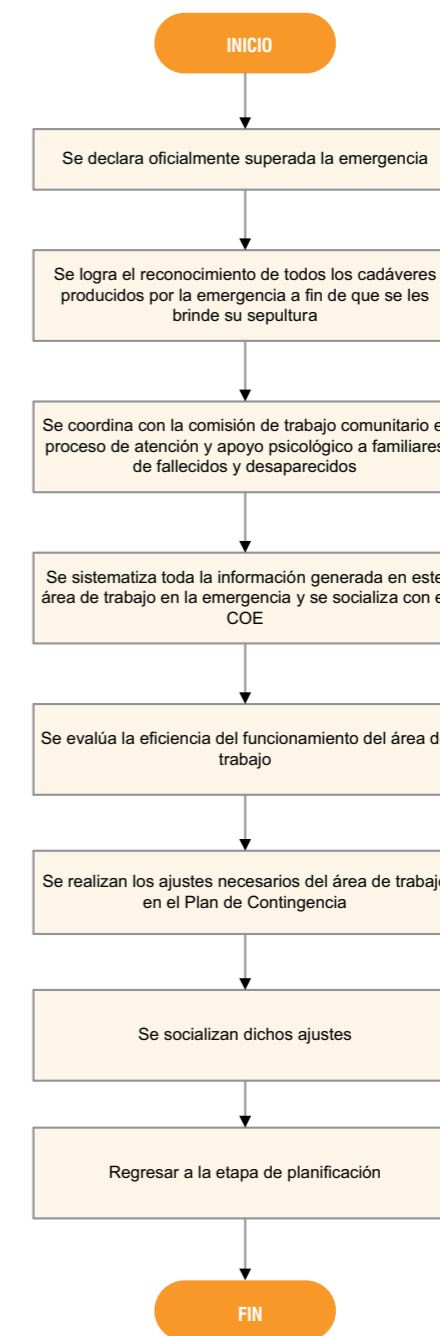 INICIO
Se declara oficialmente superada la emergencia
Se logra el reconocimiento de todos los cadáveres
producidos por la emergencia a fin de que se les
brinde su sepultura
Se coordina con la comisión de trabajo comunitario e
proceso de atención y apoyo psicológico a familiares
de fallecidos y desaparecidos
Se sistematiza toda la información generada en este
área de trabajo en la emergencia y se socializa con e
COE
Se evalúa la eficiencia del funcionamiento del área d
trabajo
Se realizan los ajustes necesarios del área de trabajo
en el Plan de Contingencia
Se socializan dichos ajustes
Regresar a la etapa de planificación
FIN